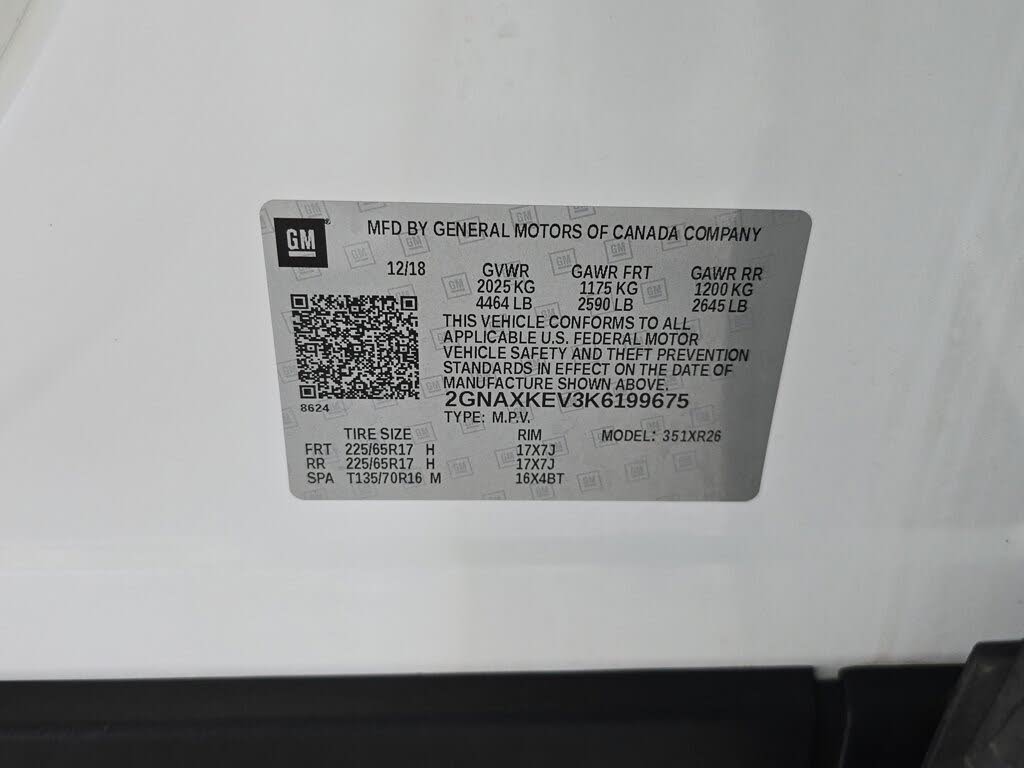 GM
MFD BY GENERAL MOTORS OF CANADA COMPANY
12/18 GVWR GAWR FRT GAWR RR
2025 KG 1175 KG 1200 KG
4464 LB 2590 LB 2645 LB
THIS VEHICLE CONFORMS TO ALL
APPLICABLE U.S. FEDERAL MOTOR
VEHICLE SAFETY AND THEFT PREVENTION
STANDARDS IN EFFECT ON THE DATE OF
MANUFACTURE SHOWN ABOVE.
2GNAXKEV3K6199675
8624
TYPE: M.P.V.
TIRE SIZE RIM MODEL: 351XR26
FRT 225/65R17 H 17X7J
RR 225/65R17 H 17X7J
SPA T135/70R16 M 16X4BT